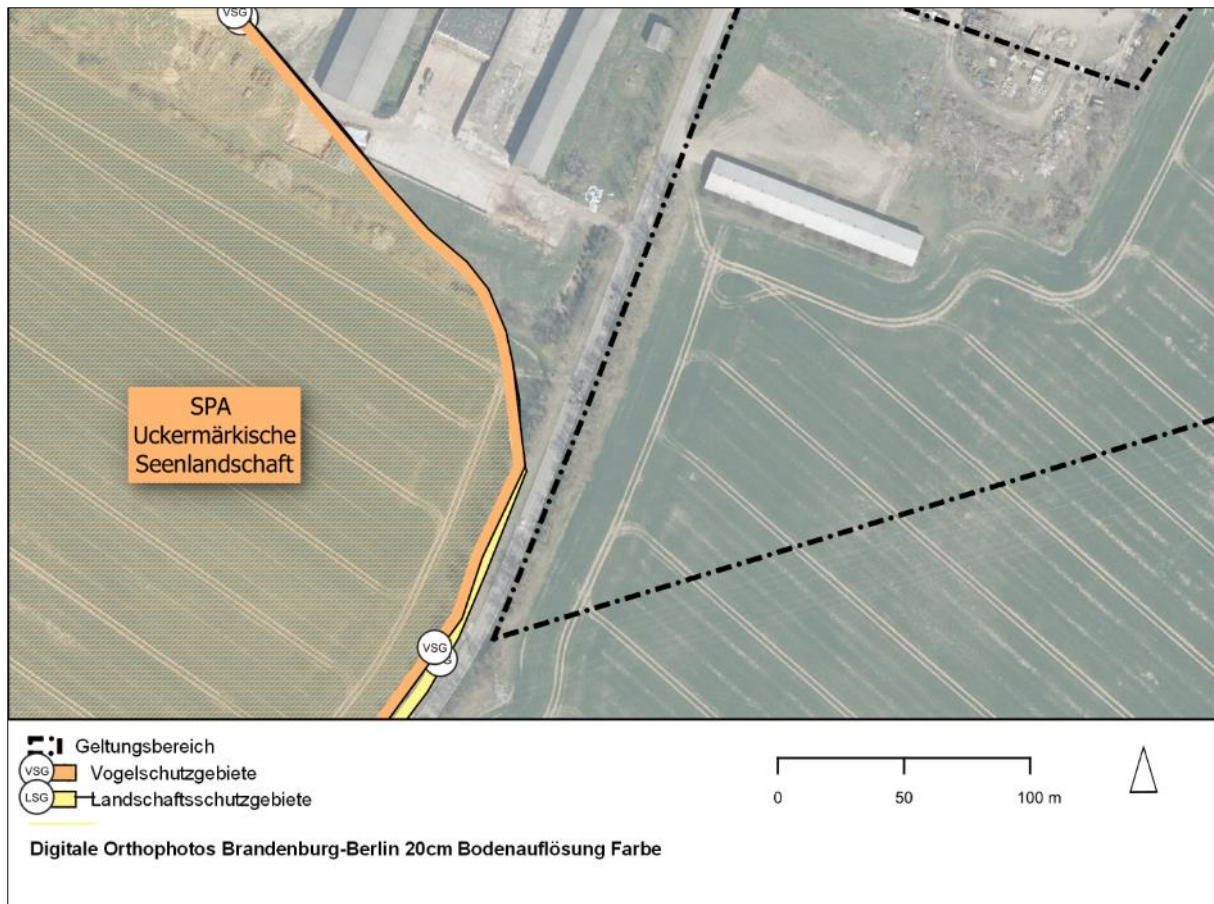 VSG
SPA
Uckermärkische
Seenlandschaft
VSG
Geltungsbereich
VSG Vogelschutzgebiete
LSG Landschaftsschutzgebiete
0 50 100 m
Digitale Orthophotos Brandenburg-Berlin 20cm Bodenauflösung Farbe